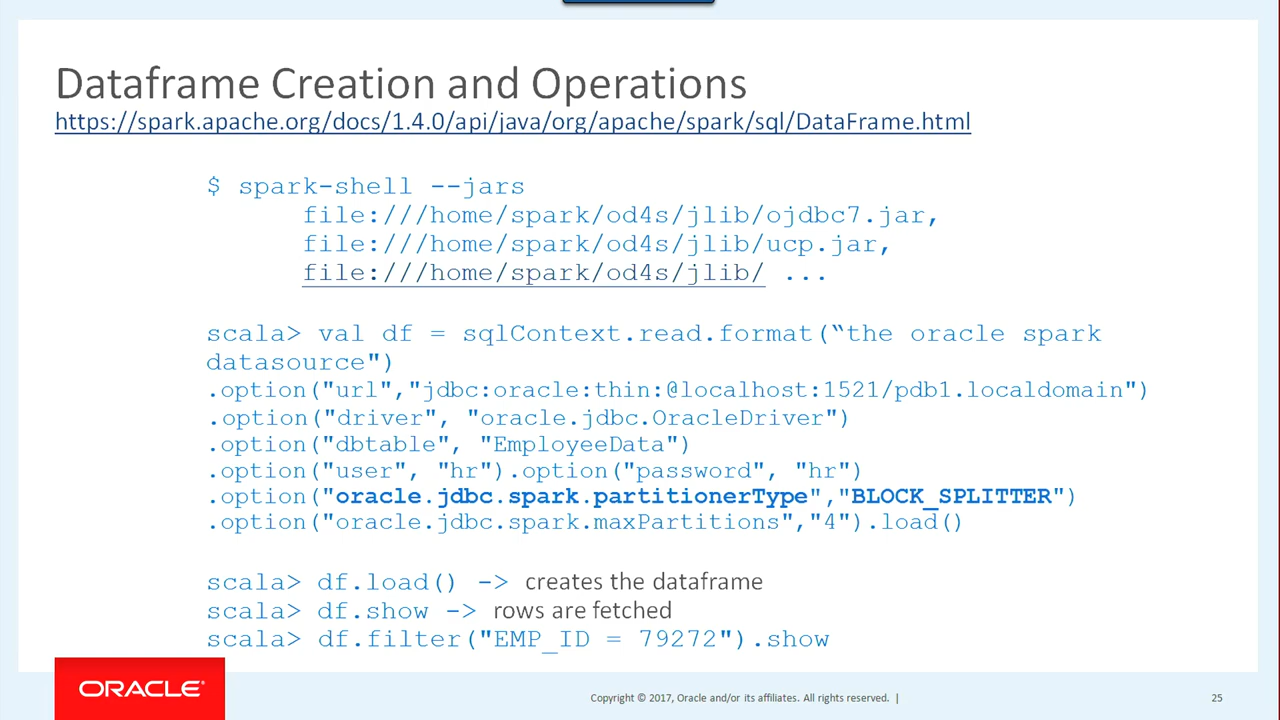 Dataframe Creation and Operations
https://spark.apache.org/docs/1.4.0/api/java/org/apache/spark/sql/DataFrame.html
$ spark-shell --jars
file:///home/spark/od4s/jlib/ojdbc7.jar,
file:///home/spark/od4s/jlib/ucp.jar,
file:///home/spark/od4s/jlib/ ...
scala> val df = sqlContext.read.format(“the oracle spark
datasource")
.option("url","jdbc:oracle:thin:@localhost:1521/pdb1.localdomain")
.option("driver", "oracle.jdbc.OracleDriver")
.option("dbtable", "EmployeeData")
.option("user", "hr").option("password", "hr")
.option("oracle.jdbc.spark.partitionerType","BLOCK_SPLITTER")
.option("oracle.jdbc.spark.maxPartitions","4").load()
scala> df.load() -> creates the dataframe
scala> df.show -> rows are fetched
scala> df.filter("EMP_ID = 79272").show
ORACLE®
Copyright © 2017, Oracle and/or its affiliates. All rights reserved. |
25